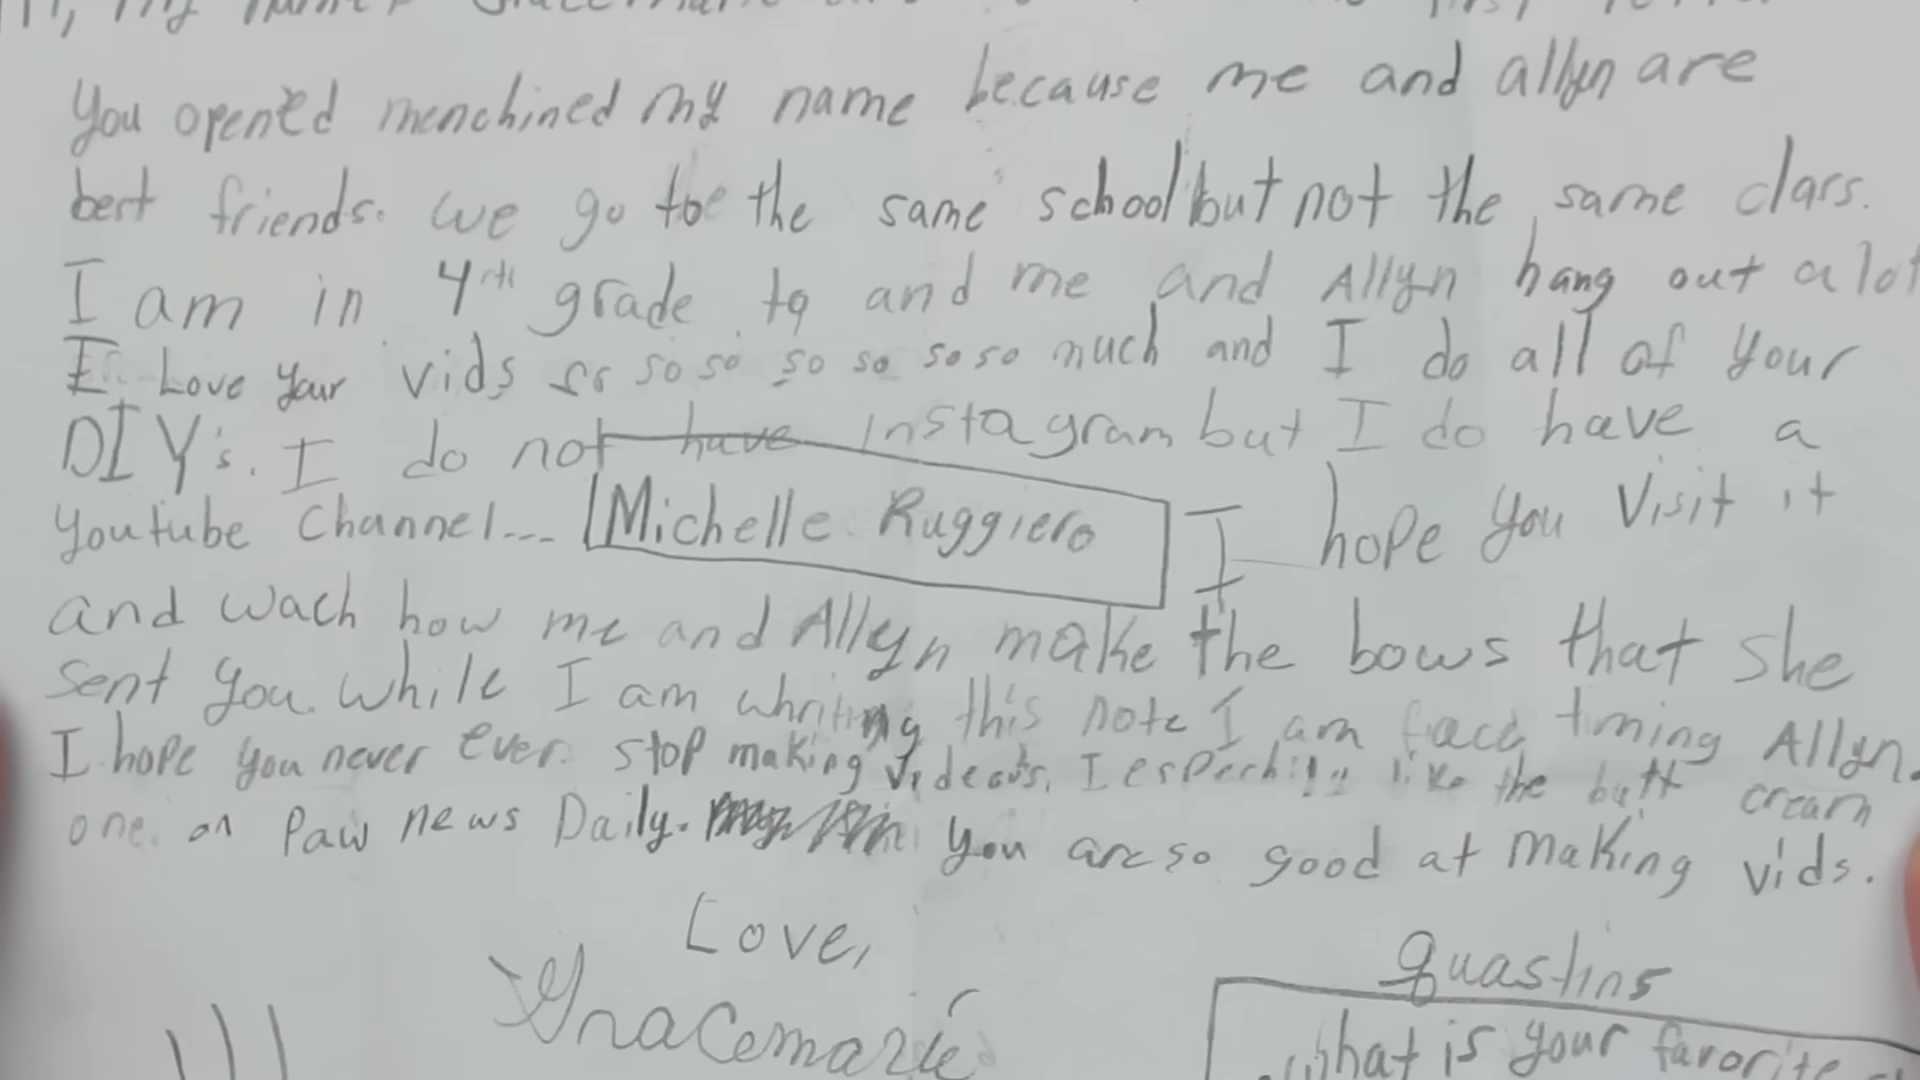 my name
You opened menchined my name because me and allyn are
best friends. we go to the same school but not the same class.
I am in 4th grade to and me and Allyn hang out a lot
I Love your vids so so so so so so so much and I do all of your
DIY's. I do not have instagram but I do have a
Youtube Channel... Michelle Ruggiero I hope you Visit it
and wach how me and Allyn make the bows that she
sent you. while I am whriting this note I am face timing Allyn.
I hope you never ever stop making videos, I like the butt cream
one. on Paw news Daily. you are so good at making vids.
Love,
Gracemarie
quastins
what is your favorite